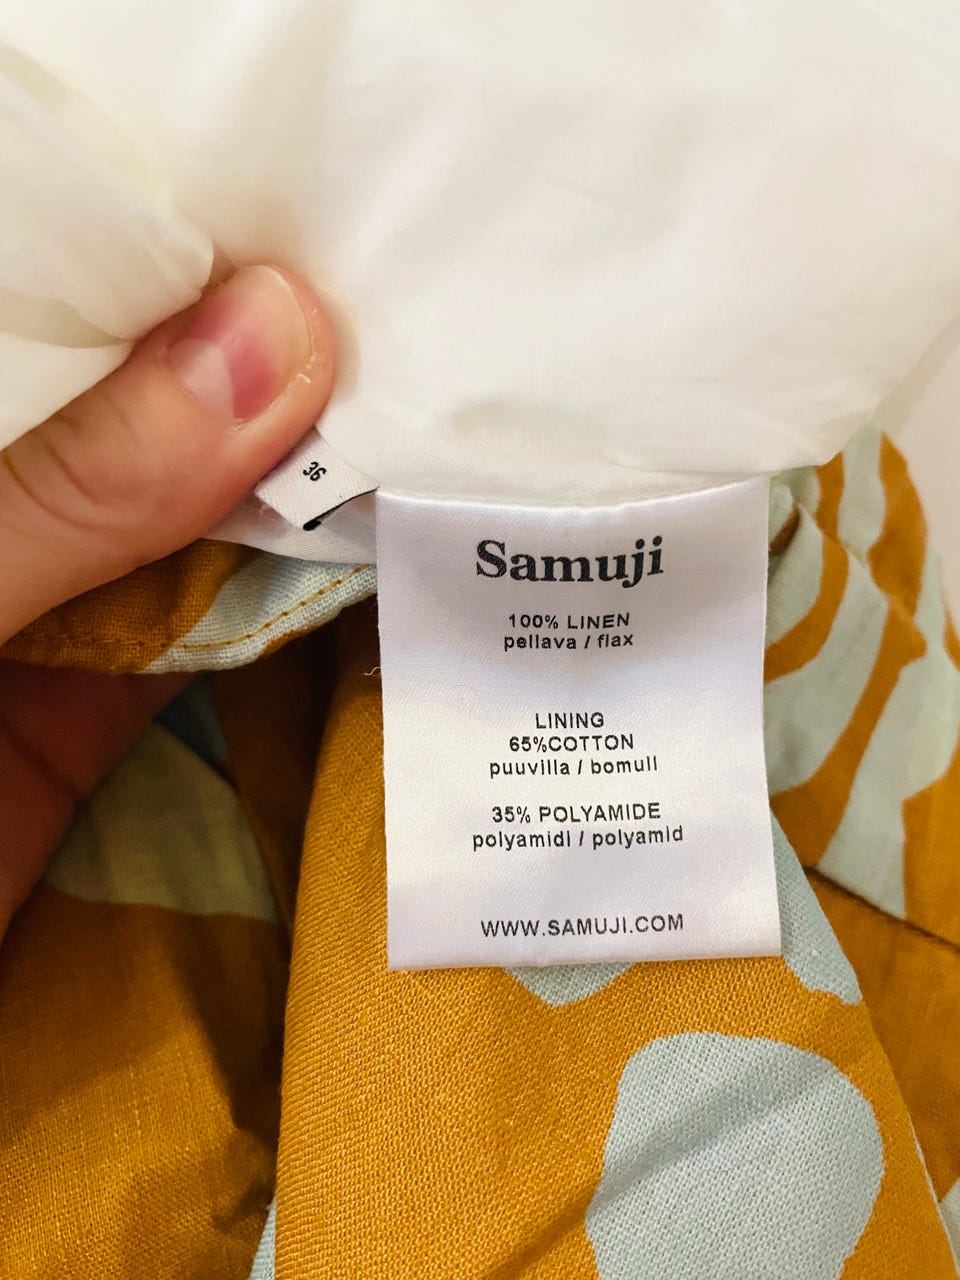 36
Samuji
100% LINEN
pellava / flax
LINING
65%COTTON
puuvilla / bomull
35% POLYAMIDE
polyamidi / polyamid
WWW.SAMUJI.COM